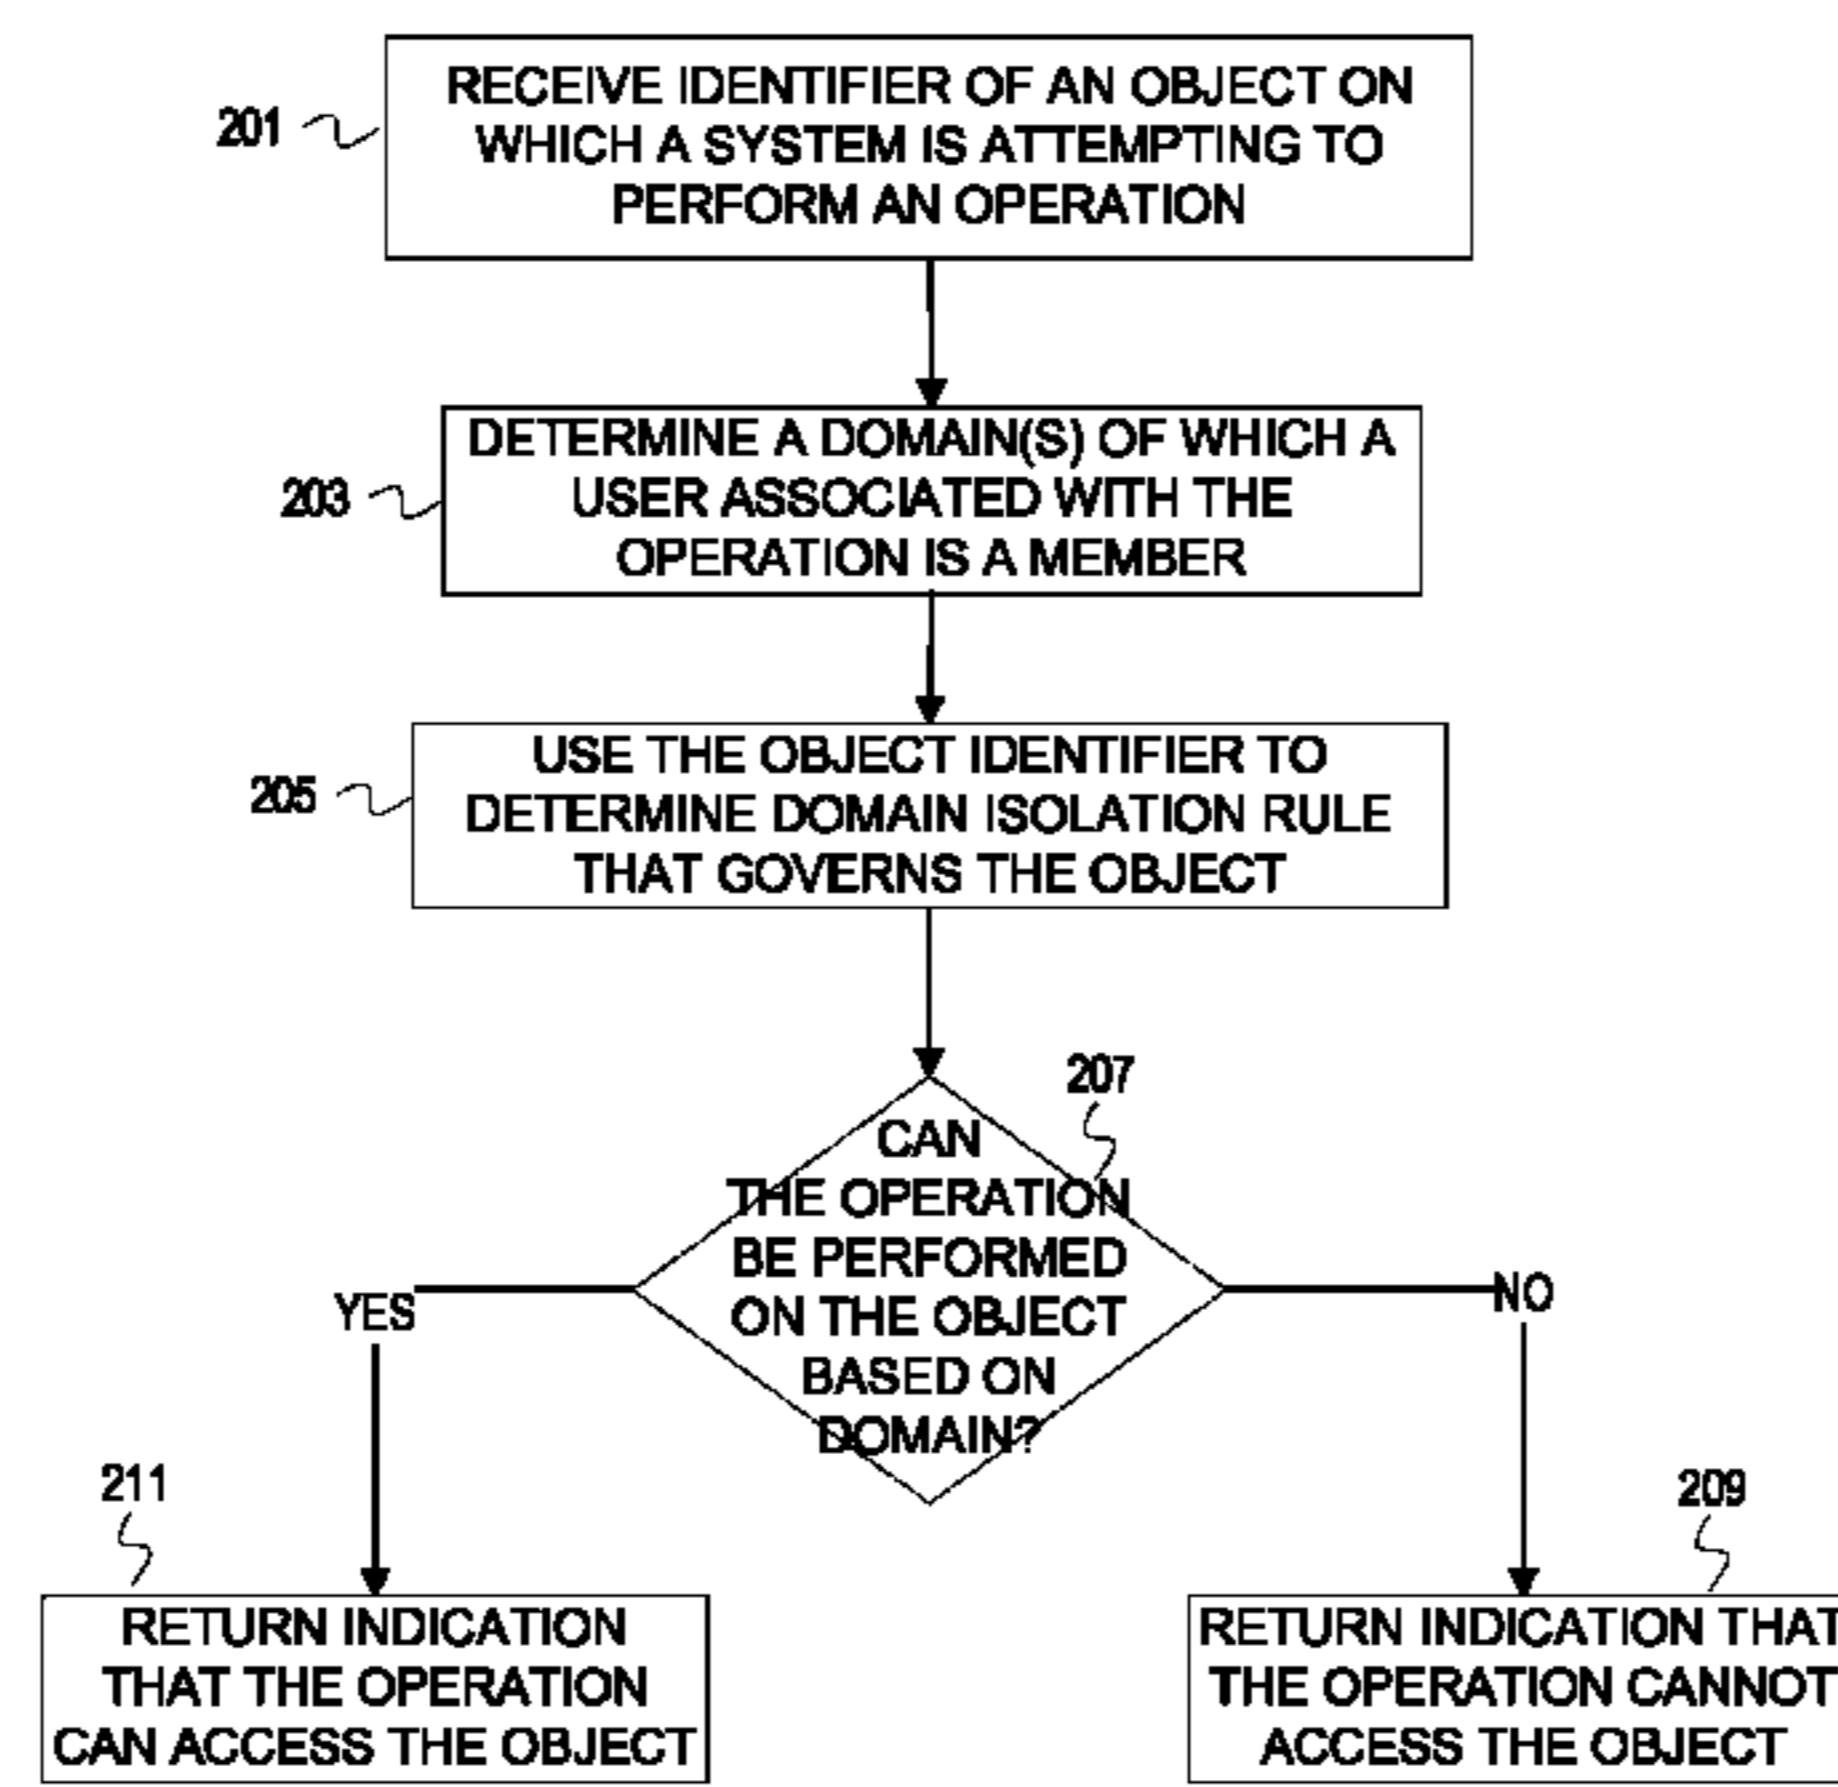 201
RECEIVE IDENTIFIER OF AN OBJECT ON
WHICH A SYSTEM IS ATTEMPTING TO
PERFORM AN OPERATION
203
DETERMINE A DOMAIN(S) OF WHICH A
USER ASSOCIATED WITH THE
OPERATION IS A MEMBER
205
USE THE OBJECT IDENTIFIER TO
DETERMINE DOMAIN ISOLATION RULE
THAT GOVERNS THE OBJECT
207
CAN
THE OPERATION
BE PERFORMED
ON THE OBJECT
BASED ON
DOMAIN?
YES
NO
211
RETURN INDICATION
THAT THE OPERATION
CAN ACCESS THE OBJECT
209
RETURN INDICATION THAT
THE OPERATION CANNOT
ACCESS THE OBJECT